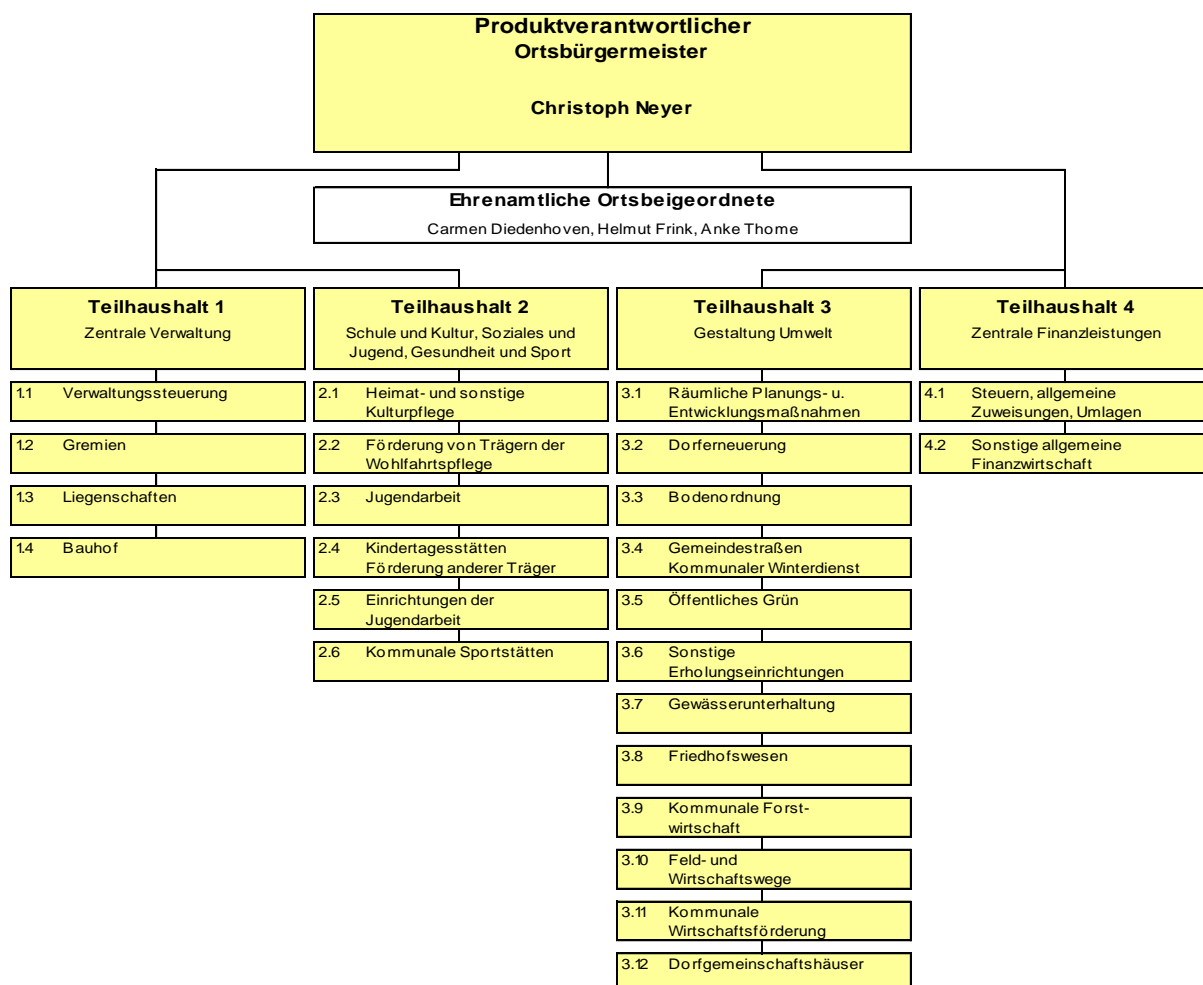 Produktverantwortlicher
Ortsbürgermeister
Christoph Neyer
Ehrenamtliche Ortsbeigeordnete
Carmen Diedenhoven, Helmut Frink, Anke Thome
Teilhaushalt 1
Zentrale Verwaltung
1.1 Verwaltungssteuerung
1.2 Gremien
1.3 Liegenschaften
1.4 Bauhof
Teilhaushalt 2
Schule und Kultur, Soziales und
Jugend, Gesundheit und Sport
2.1 Heimat- und sonstige
Kulturpflege
2.2 Förderung von Trägern der
Wohlfahrtspflege
2.3 Jugendarbeit
2.4 Kindertagesstätten
Förderung anderer Träger
2.5 Einrichtungen der
Jugendarbeit
2.6 Kommunale Sportstätten
Teilhaushalt 3
Gestaltung Umwelt
3.1 Räumliche Planungs- u.
Entwicklungsmaßnahmen
3.2 Dorferneuerung
3.3 Bodenordnung
3.4 Gemeindestraßen
Kommunaler Winterdienst
3.5 Öffentliches Grün
3.6 Sonstige
Erholungseinrichtungen
3.7 Gewässerunterhaltung
3.8 Friedhofswesen
3.9 Kommunale Forst-
wirtschaft
3.10 Feld- und
Wirtschaftswege
3.11 Kommunale
Wirtschaftsförderung
3.12 Dorfgemeinschaftshäuser
Teilhaushalt 4
Zentrale Finanzleistungen
4.1 Steuern, allgemeine
Zuweisungen, Umlagen
4.2 Sonstige allgemeine
Finanzwirtschaft